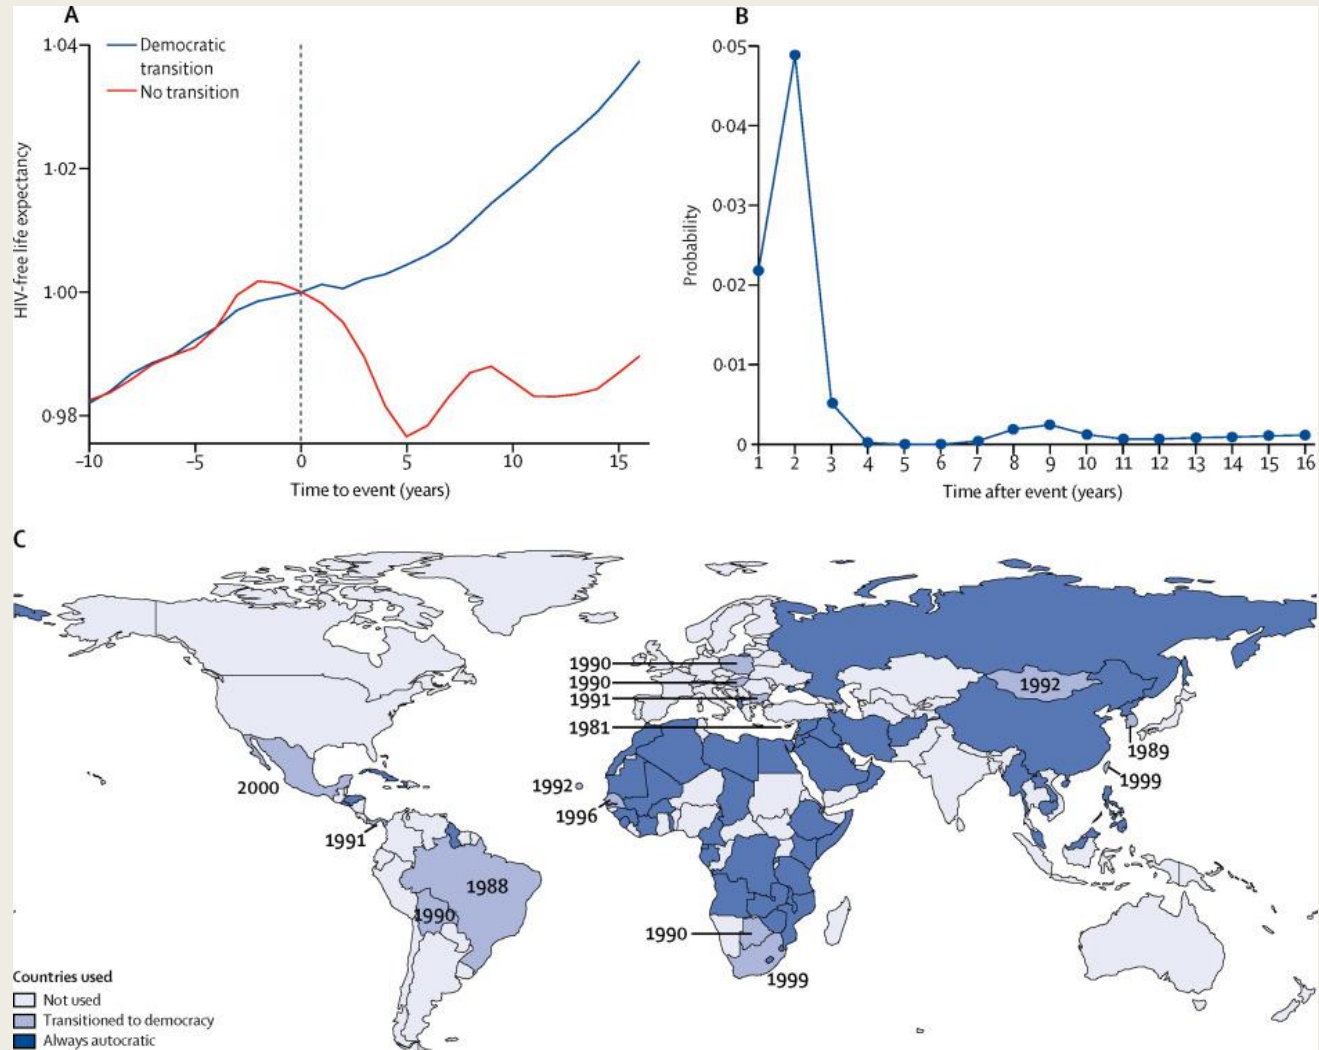 A
1·04
1·02
1·00
0·98
HIV-free life expectancy
Democratic
transition
No transition
–10
–5
0
5
10
15
Time to event (years)
B
0·05
0·04
0·03
0·02
0·01
0
Probability
1 2 3 4 5 6 7 8 9 10 11 12 13 14 15 16
Time after event (years)
C
1990
1990
1991
1981
1992
1989
1999
2000
1992
1996
1991
1988
1990
1990
1999
Countries used
Not used
Transitioned to democracy
Always autocratic